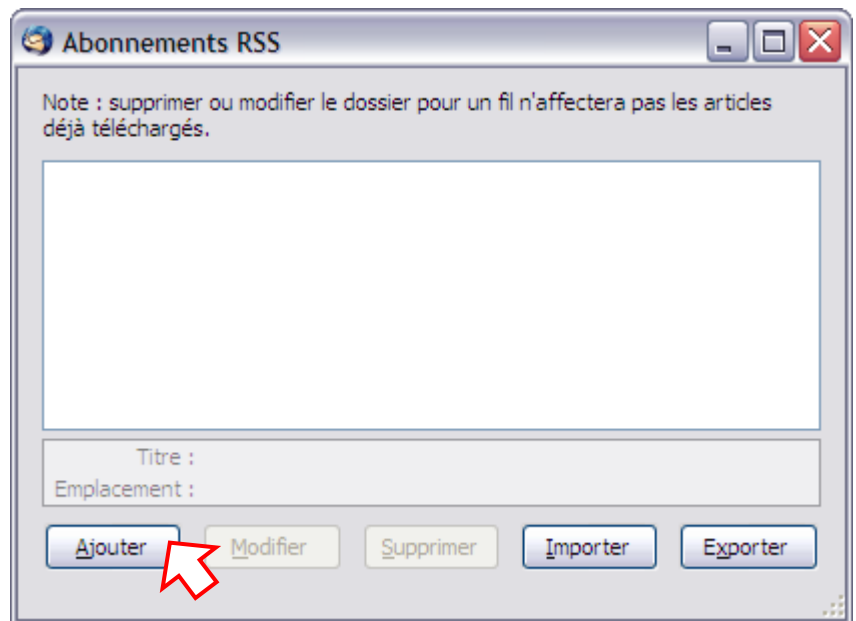 Abonnements RSS
Note : supprimer ou modifier le dossier pour un fil n'affectera pas les articles
déjà téléchargés.
Titre :
Emplacement :
Ajouter Modifier Supprimer Importer Exporter